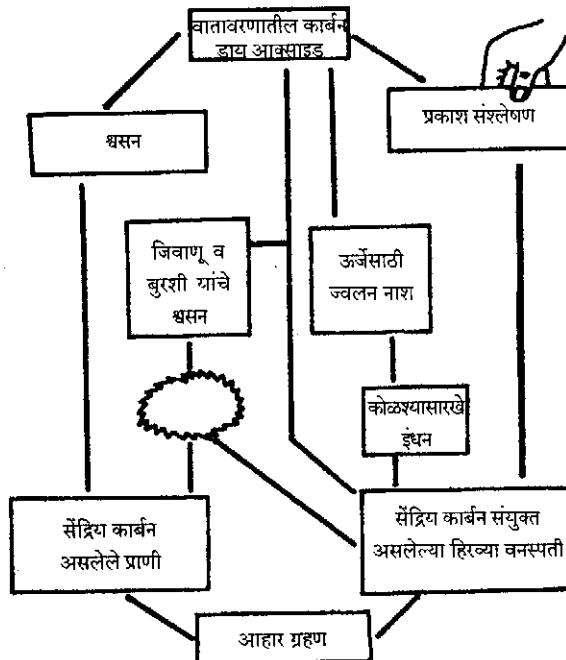 वातावरणातील कार्बन
डाय आक्साइड
श्वसन
प्रकाश संश्लेषण
जिवाणू व
बुरशी यांचे
श्वसन
ऊर्जेसाठी
ज्वलन नाश
कोळश्यासारखे
इंधन
सेंद्रिय कार्बन
असलेले प्राणी
सेंद्रिय कार्बन संयुक्त
असलेल्या हिरव्या वनस्पती
आहार ग्रहण